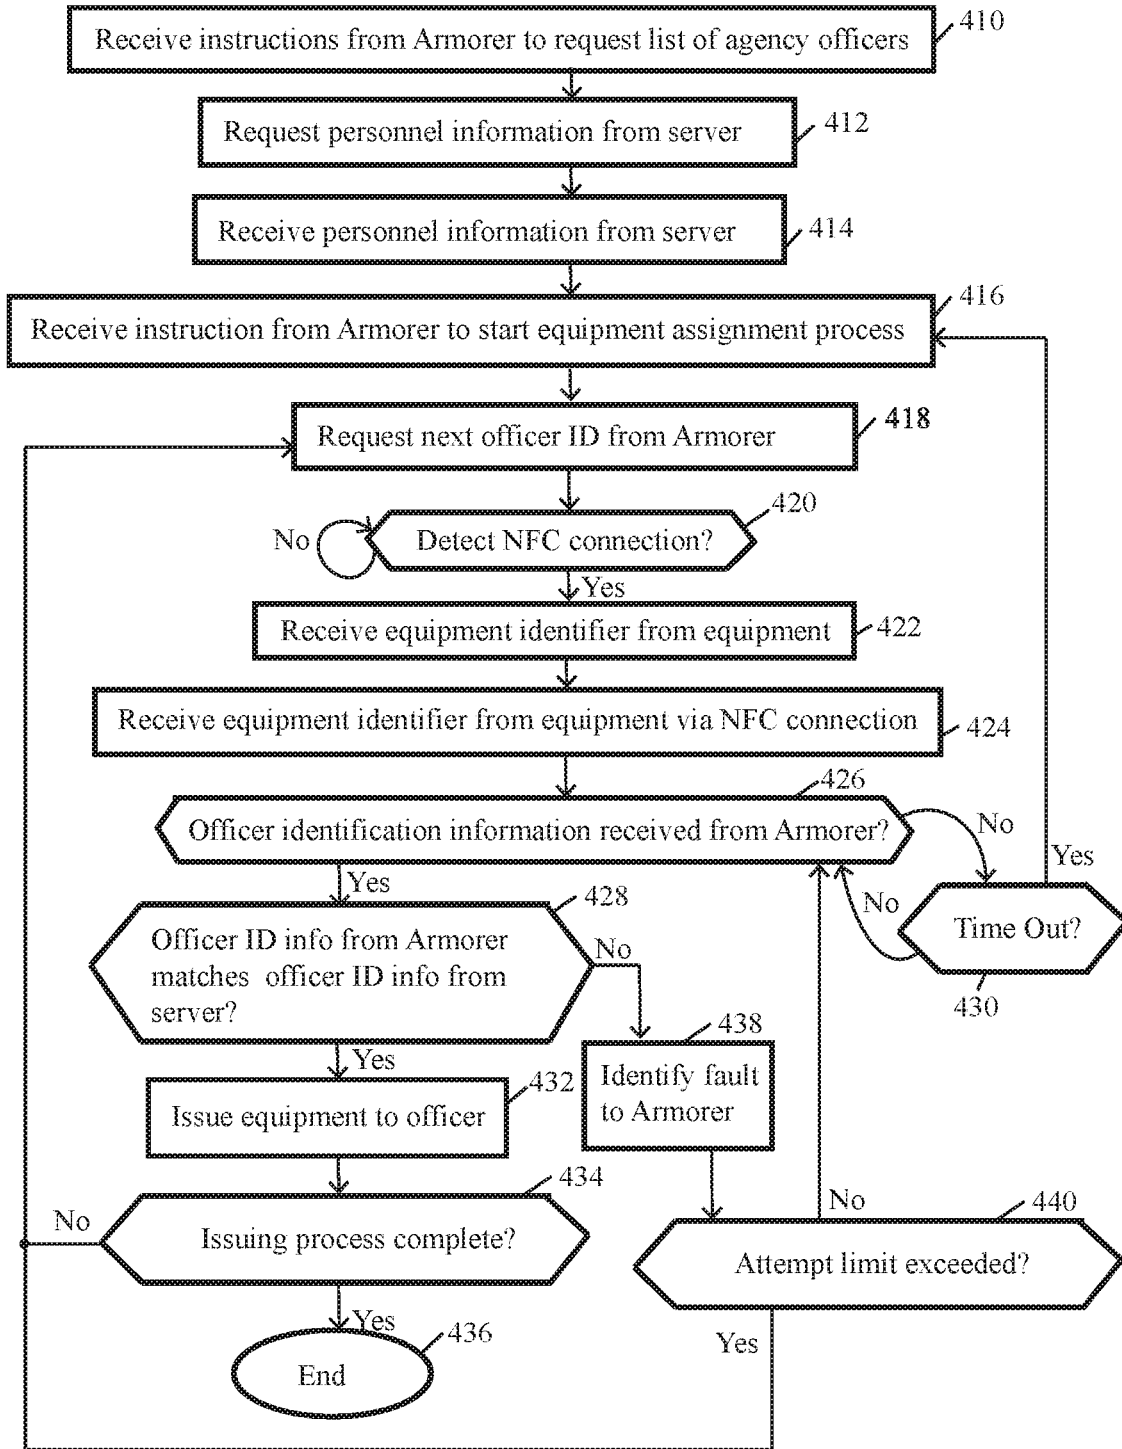 Receive instructions from Armorer to request list of agency officers
410
Request personnel information from server
412
Receive personnel information from server
414
416
Receive instruction from Armorer to start equipment assignment process
Request next officer ID from Armorer
418
420
No
Detect NFC connection?
Yes
Receive equipment identifier from equipment
422
Receive equipment identifier from equipment via NFC connection
424
426
Officer identification information received from Armorer?
No
Yes
Yes
428
No
Time Out?
430
Officer ID info from Armorer
matches officer ID info from
server?
No
438
Yes
Identify fault
to Armorer
432
Issue equipment to officer
434
No
Issuing process complete?
No
440
Attempt limit exceeded?
Yes
436
End
Yes